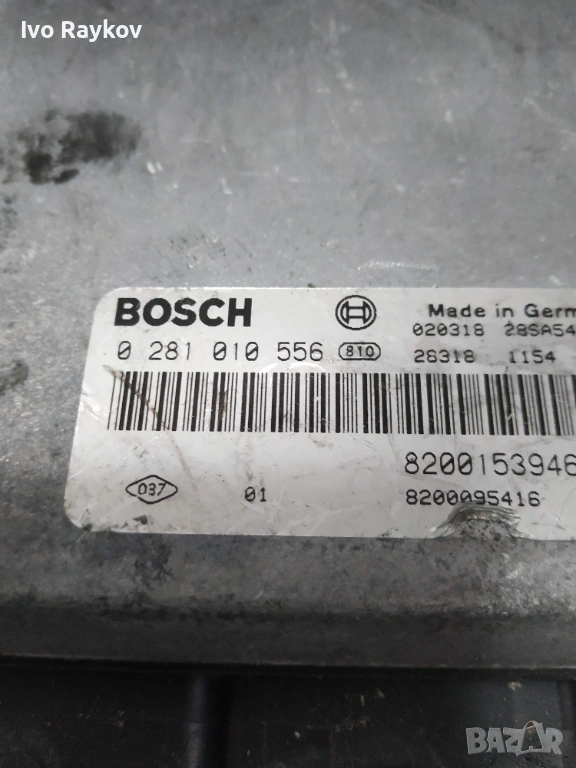 Ivo Raykov
BOSCH
Made in Germ
020318 28SA54
0 281 010 556 810
28318 1154
8200153946
037
01
8200095416
BAZAR